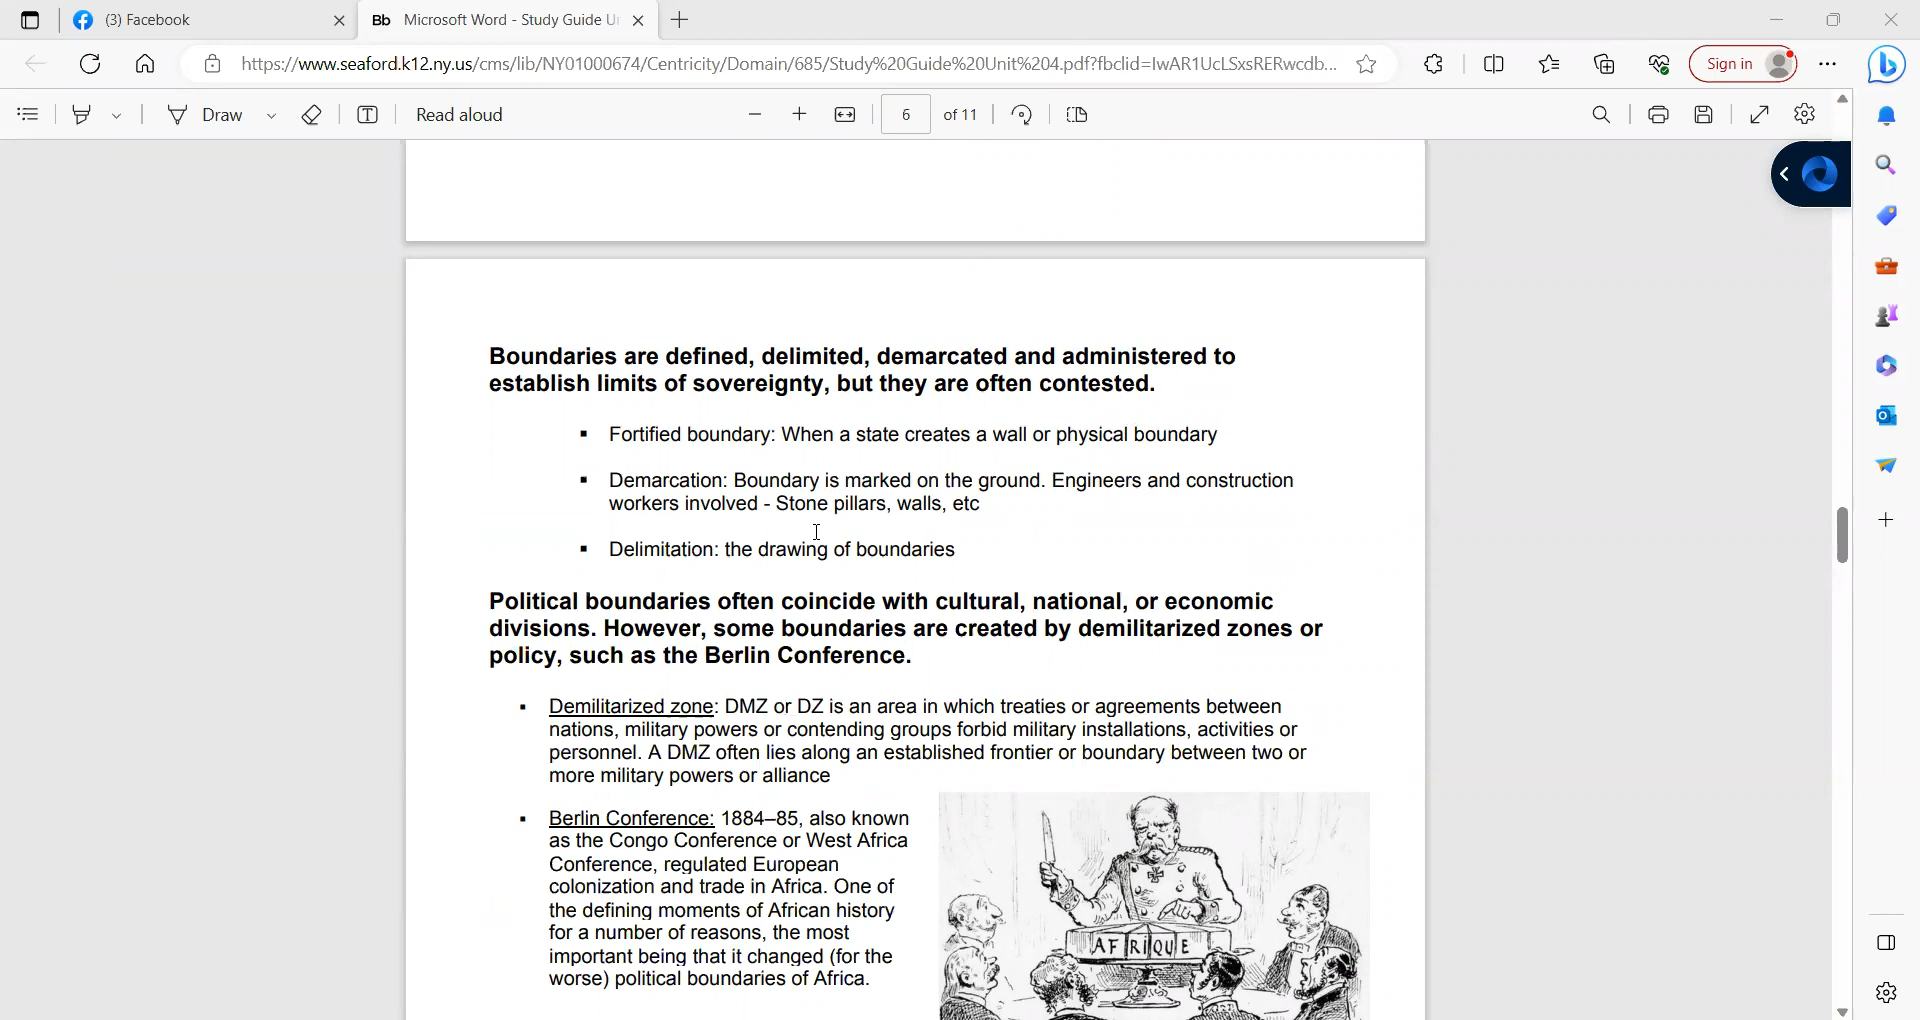 (3) Facebook
Bb Microsoft Word - Study Guide U
https://www.seaford.k12.ny.us/cms/lib/NY01000674/Centricity/Domain/685/Study%20Guide%20Unit%204.pdf?fbclid=IwAR1UcLSxsRERwcdb...
Sign in
Draw
Read aloud
6 of 11
Boundaries are defined, delimited, demarcated and administered to
establish limits of sovereignty, but they are often contested.
▪ Fortified boundary: When a state creates a wall or physical boundary
▪ Demarcation: Boundary is marked on the ground. Engineers and construction
workers involved - Stone pillars, walls, etc
▪ Delimitation: the drawing of boundaries
Political boundaries often coincide with cultural, national, or economic
divisions. However, some boundaries are created by demilitarized zones or
policy, such as the Berlin Conference.
▪ Demilitarized zone: DMZ or DZ is an area in which treaties or agreements between
nations, military powers or contending groups forbid military installations, activities or
personnel. A DMZ often lies along an established frontier or boundary between two or
more military powers or alliance
▪ Berlin Conference: 1884–85, also known
as the Congo Conference or West Africa
Conference, regulated European
colonization and trade in Africa. One of
the defining moments of African history
for a number of reasons, the most
important being that it changed (for the
worse) political boundaries of Africa.
AFRIQUE